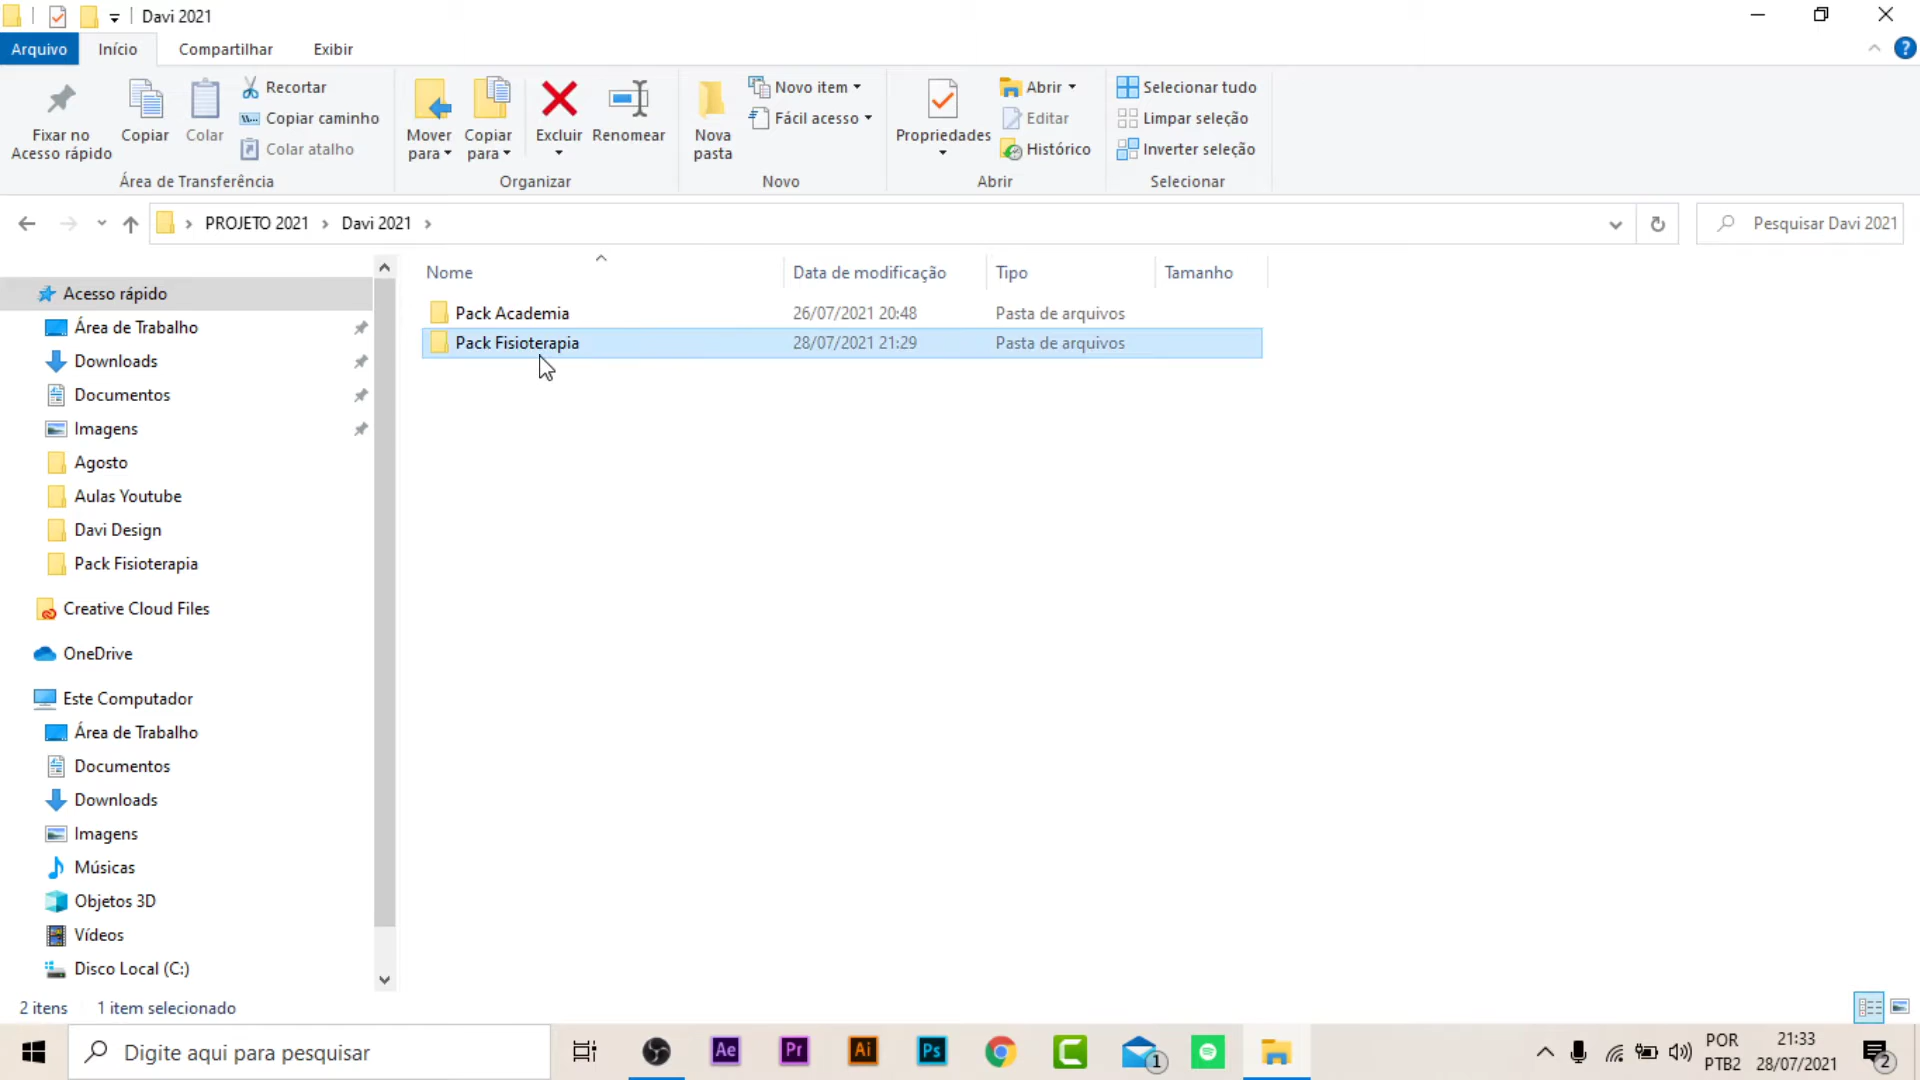 Davi 2021
Arquivo Início Compartilhar Exibir
Fixar no
Acesso rápido
Copiar
Colar
Recortar
Copiar caminho
Colar atalho
Área de Transferência
Mover
para
Copiar
para
Excluir
Renomear
Organizar
Nova
pasta
Novo item
Fácil acesso
Novo
Propriedades
Abrir
Editar
Histórico
Abrir
Selecionar tudo
Limpar seleção
Inverter seleção
Selecionar
PROJETO 2021 Davi 2021
Pesquisar Davi 2021
Nome Data de modificação Tipo Tamanho
Pack Academia 26/07/2021 20:48 Pasta de arquivos
Pack Fisioterapia 28/07/2021 21:29 Pasta de arquivos
Acesso rápido
Área de Trabalho
Downloads
Documentos
Imagens
Agosto
Aulas Youtube
Davi Design
Pack Fisioterapia
Creative Cloud Files
OneDrive
Este Computador
Área de Trabalho
Documentos
Downloads
Imagens
Músicas
Objetos 3D
Vídeos
Disco Local (C:)
2 itens 1 item selecionado
Digite aqui para pesquisar
Ae
Pr
Ai
Ps
1
POR
PTB2
21:33
28/07/2021
2